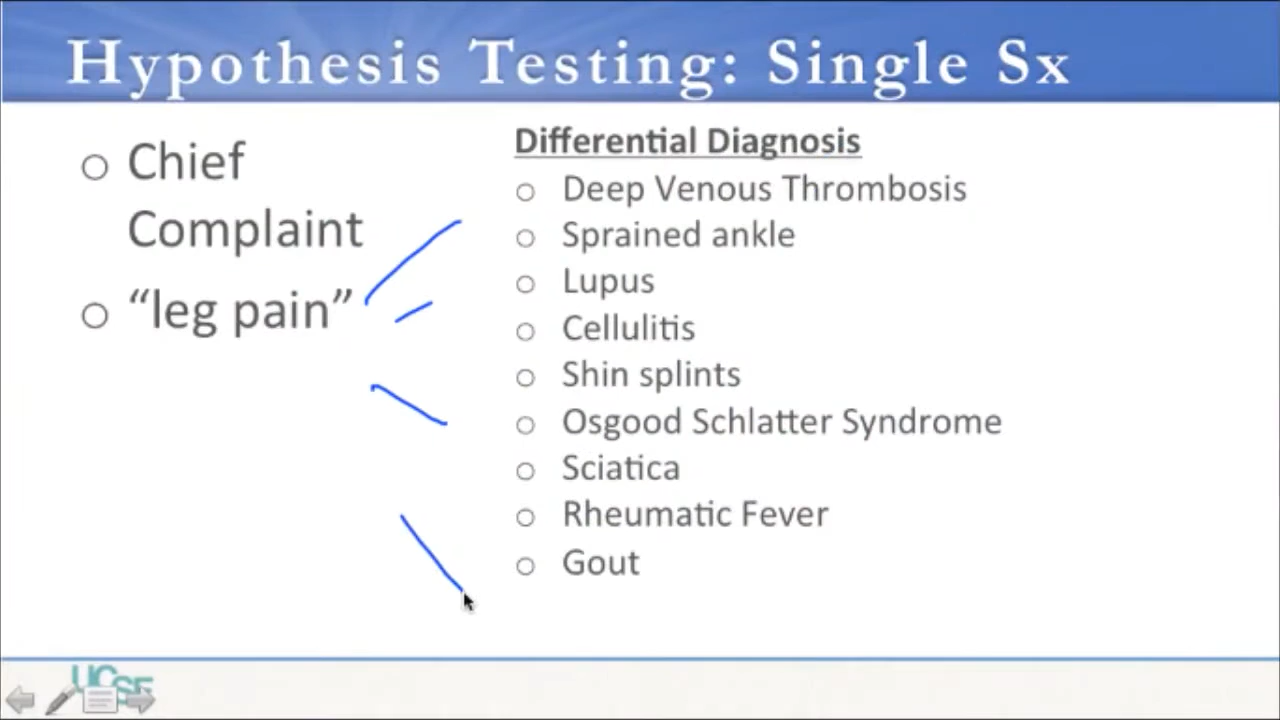 Hypothesis Testing: Single Sx
○ Chief
Complaint
○ “leg pain”
Differential Diagnosis
○ Deep Venous Thrombosis
○ Sprained ankle
○ Lupus
○ Cellulitis
○ Shin splints
○ Osgood Schlatter Syndrome
○ Sciatica
○ Rheumatic Fever
○ Gout
UCSF